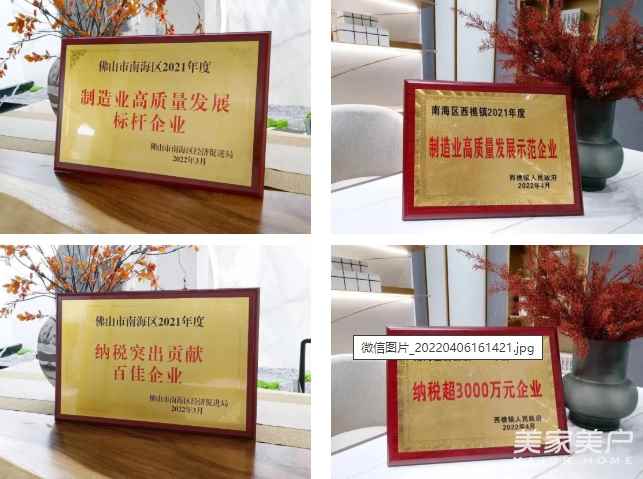 佛山市南海区2021年度
制造业高质量发展
标杆企业
佛山市南海区经济促进局
2022年3月
南海区西樵镇2021年度
制造业高质量发展示范企业
西樵镇人民政府
2022年4月
佛山市南海区2021年度
纳税突出贡献
百佳企业
佛山市南海区经济促进局
2022年3月
微信图片_20220406161421.jpg
纳税超3000万元企业
西樵镇人民政府
2022年4月
美家美户